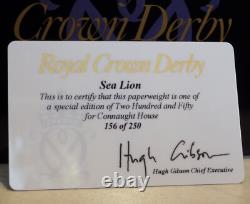 Crown Derby
Royal Crown Derby
Sea Lion
This is to certify that this paperweight is one of
a special edition of Two Hundred and Fifty
for Connaught House
156 of 250
Hugh Gibson
Hugh Gibson Chief Executive